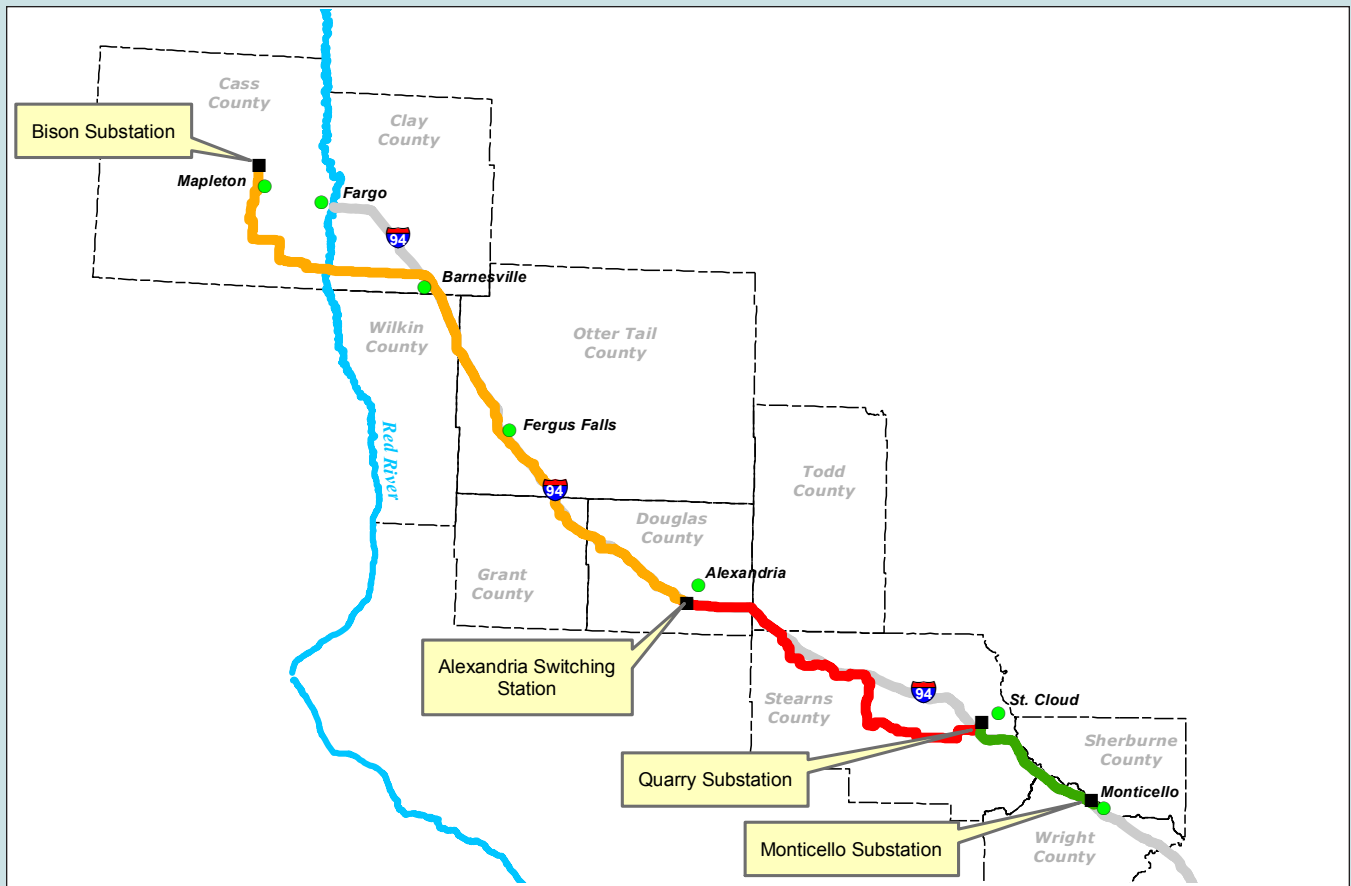 Cass
County
Clay
County
Bison Substation
Mapleton
Fargo
94
Barnesville
Wilkin
County
Otter Tail
County
Red River
Fergus Falls
94
Todd
County
Douglas
County
Grant
County
Alexandria
Alexandria Switching
Station
Stearns
County
94
St. Cloud
Quarry Substation
Sherburne
County
Monticello
Monticello Substation
Wright
County